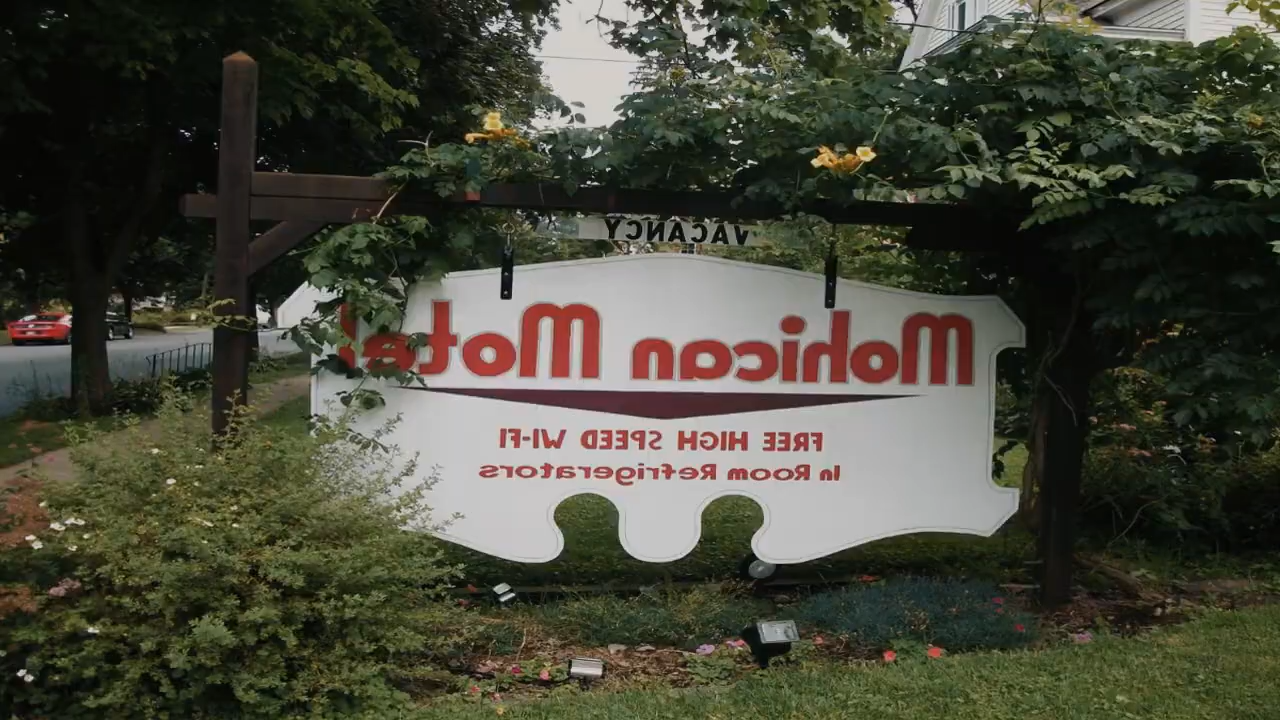 VACANCY
Mohican Motel
FREE HIGH SPEED WI-FI
In Room Refrigerators